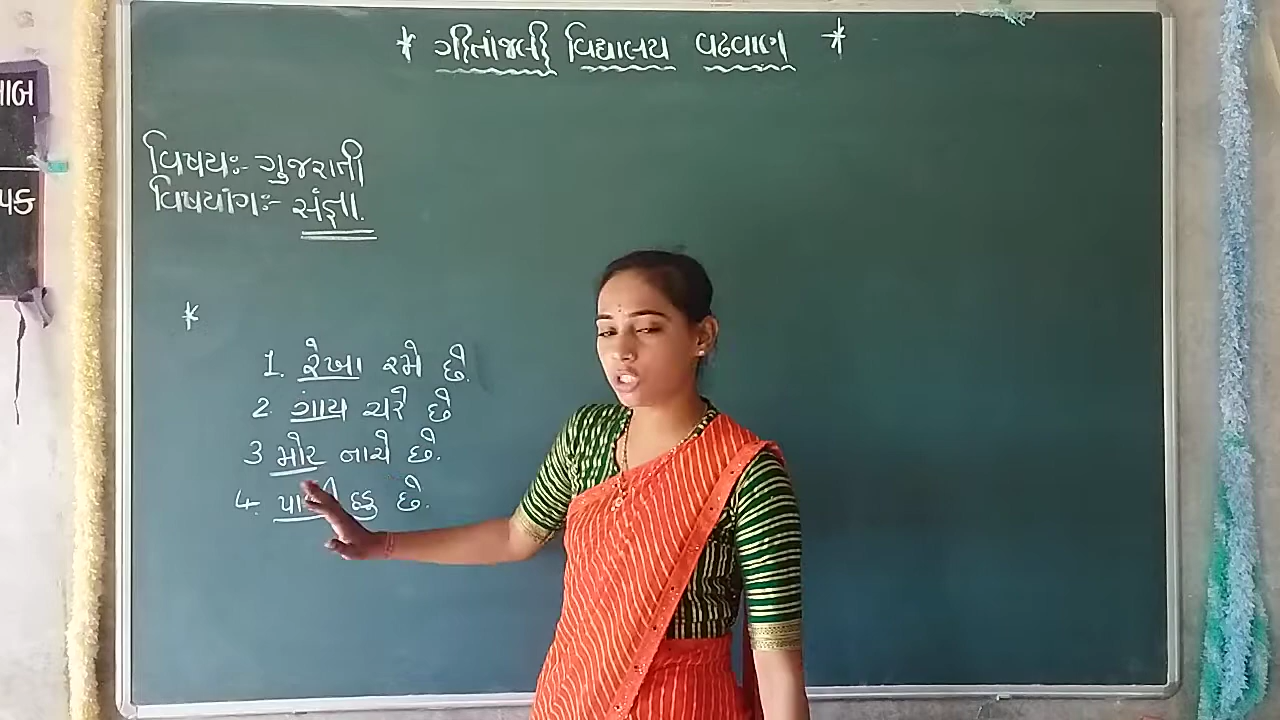 * ગીતાંજલી વિદ્યાલય વઢવાણ *
વિષય:- ગુજરાતી
વિષયાંગ:- સંજ્ઞા.
*
1. રેખા રમે છે.
2. ગાય ચરે છે
3 મોર નાચે છે.
4. છે.